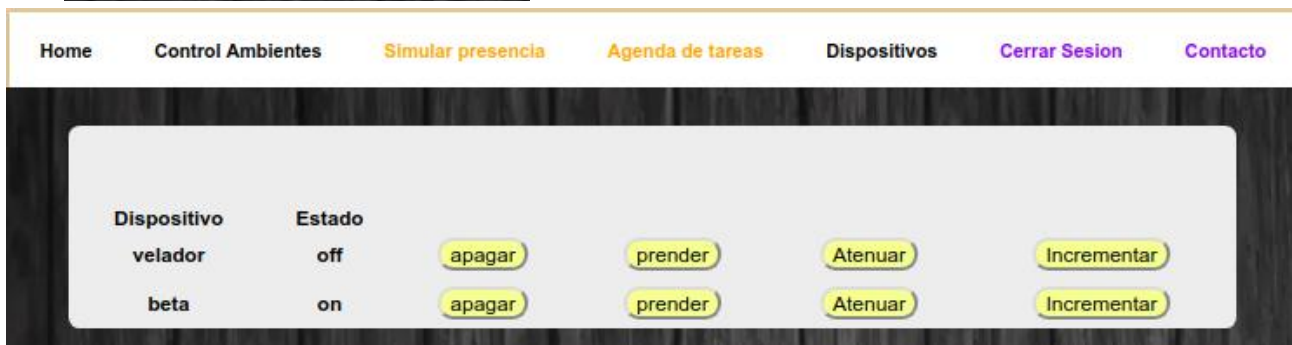 Home Control Ambientes Simular presencia Agenda de tareas Dispositivos Cerrar Sesion Contacto
Dispositivo Estado
velador off apagar prender Atenuar Incrementar
beta on apagar prender Atenuar Incrementar